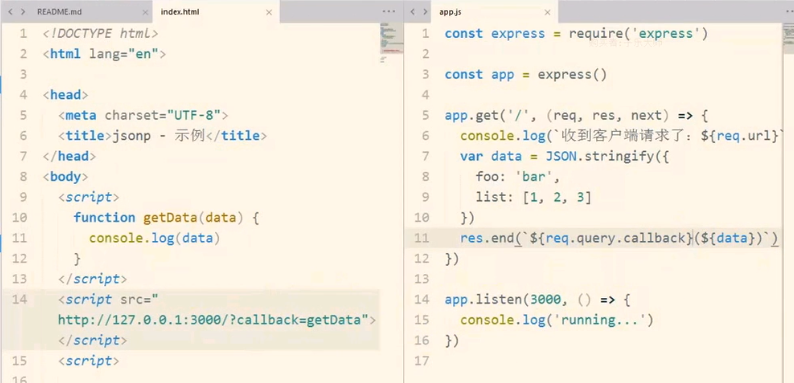 README.md
index.html
1 <!DOCTYPE html>
2 <html lang="en">
3
4 <head>
5 <meta charset="UTF-8">
6 <title>jsonp - 示例</title>
7 </head>
8 <body>
9 <script>
10 function getData(data) {
11 console.log(data)
12 }
13 </script>
14 <script src="
http://127.0.0.1:3000/?callback=getData">
</script>
15 <script>
16
app.js
1 const express = require('express')
2
3 const app = express()
4
5 app.get('/', (req, res, next) => {
6 console.log(`收到客户端请求了: ${req.url}`
7 var data = JSON.stringify({
8 foo: 'bar',
9 list: [1, 2, 3]
10 })
11 res.end(`${req.query.callback}(${data})`)
12 })
13
14 app.listen(3000, () => {
15 console.log('running...')
16 })
17